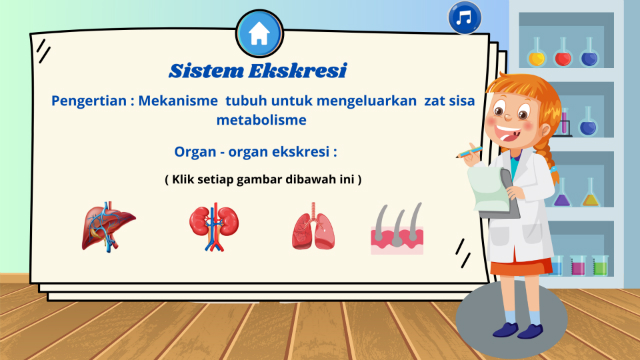 Sistem Ekskresi
Pengertian : Mekanisme tubuh untuk mengeluarkan zat sisa
metabolisme
Organ - organ ekskresi :
( Klik setiap gambar dibawah ini )